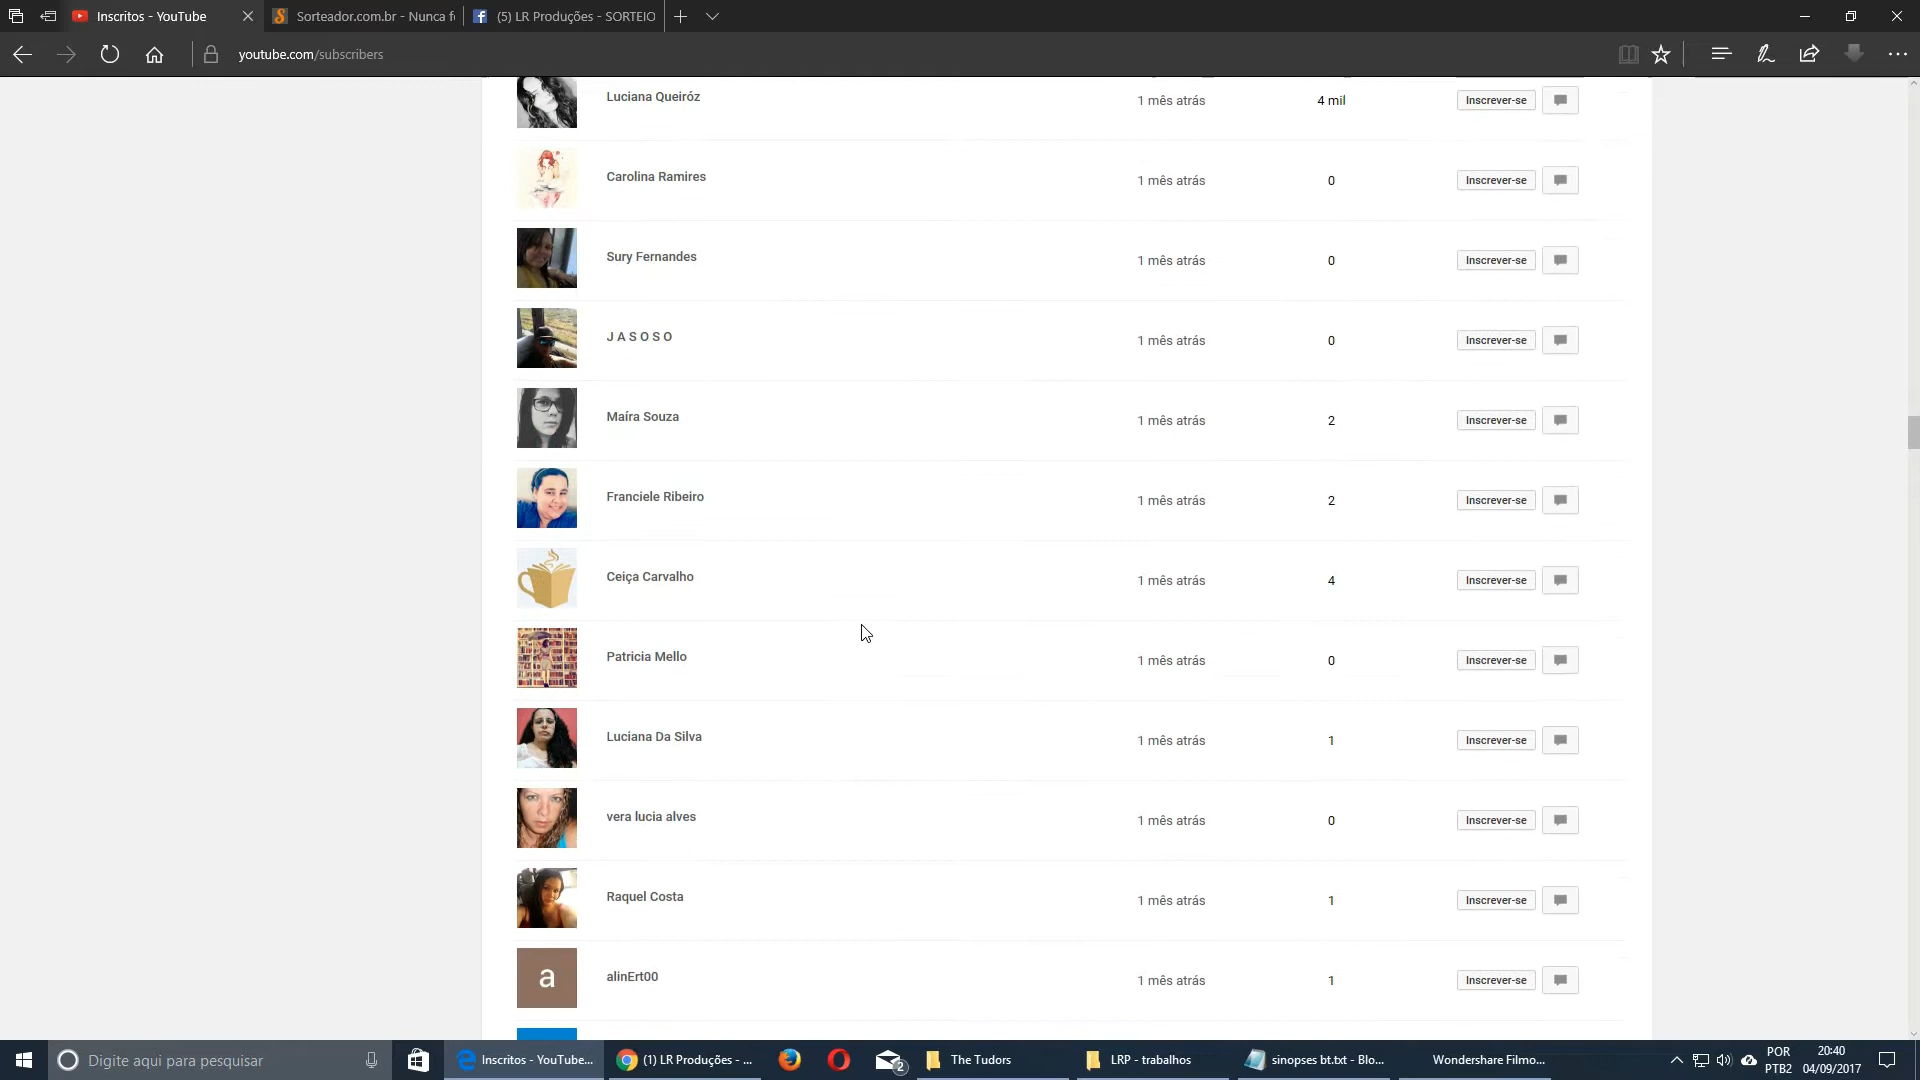 Inscritos - YouTube
Sorteador.com.br - Nunca f
(5) LR Produções - SORTEIO
youtube.com/subscribers
Luciana Queiróz 1 mês atrás 4 mil Inscrever-se
Carolina Ramires 1 mês atrás 0 Inscrever-se
Sury Fernandes 1 mês atrás 0 Inscrever-se
J A S O S O 1 mês atrás 0 Inscrever-se
Maíra Souza 1 mês atrás 2 Inscrever-se
Franciele Ribeiro 1 mês atrás 2 Inscrever-se
Ceiça Carvalho 1 mês atrás 4 Inscrever-se
Patricia Mello 1 mês atrás 0 Inscrever-se
Luciana Da Silva 1 mês atrás 1 Inscrever-se
vera lucia alves 1 mês atrás 0 Inscrever-se
Raquel Costa 1 mês atrás 1 Inscrever-se
a alinErt00 1 mês atrás 1 Inscrever-se
Digite aqui para pesquisar
Inscritos - YouTube...
(1) LR Produções - ...
2
The Tudors
LRP - trabalhos
sinopses bt.txt - Blo...
Wondershare Filmo...
POR
PTB2
20:40
04/09/2017